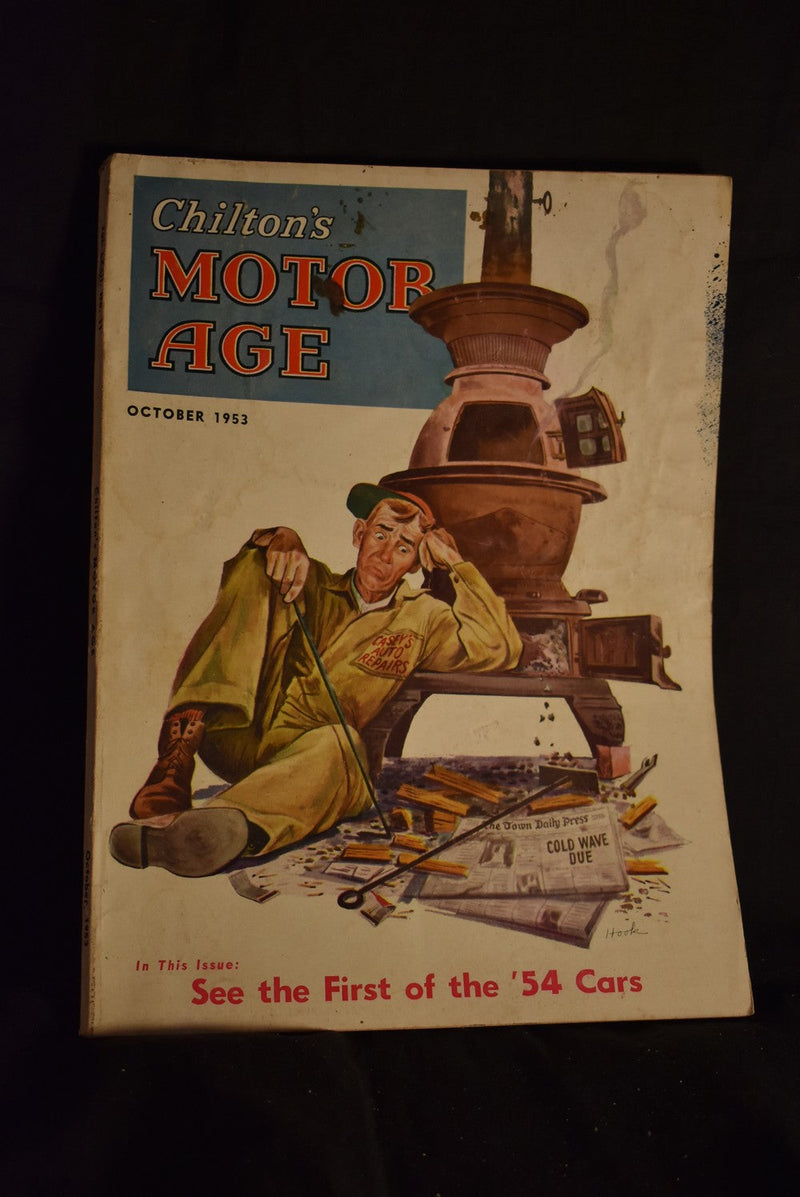 Chilton's
MOTOR
AGE
OCTOBER 1953
CASEY'S
AUTO
REPAIRS
The Town Daily Press
COLD WAVE
DUE
Hook
In This Issue:
See the First of the '54 Cars